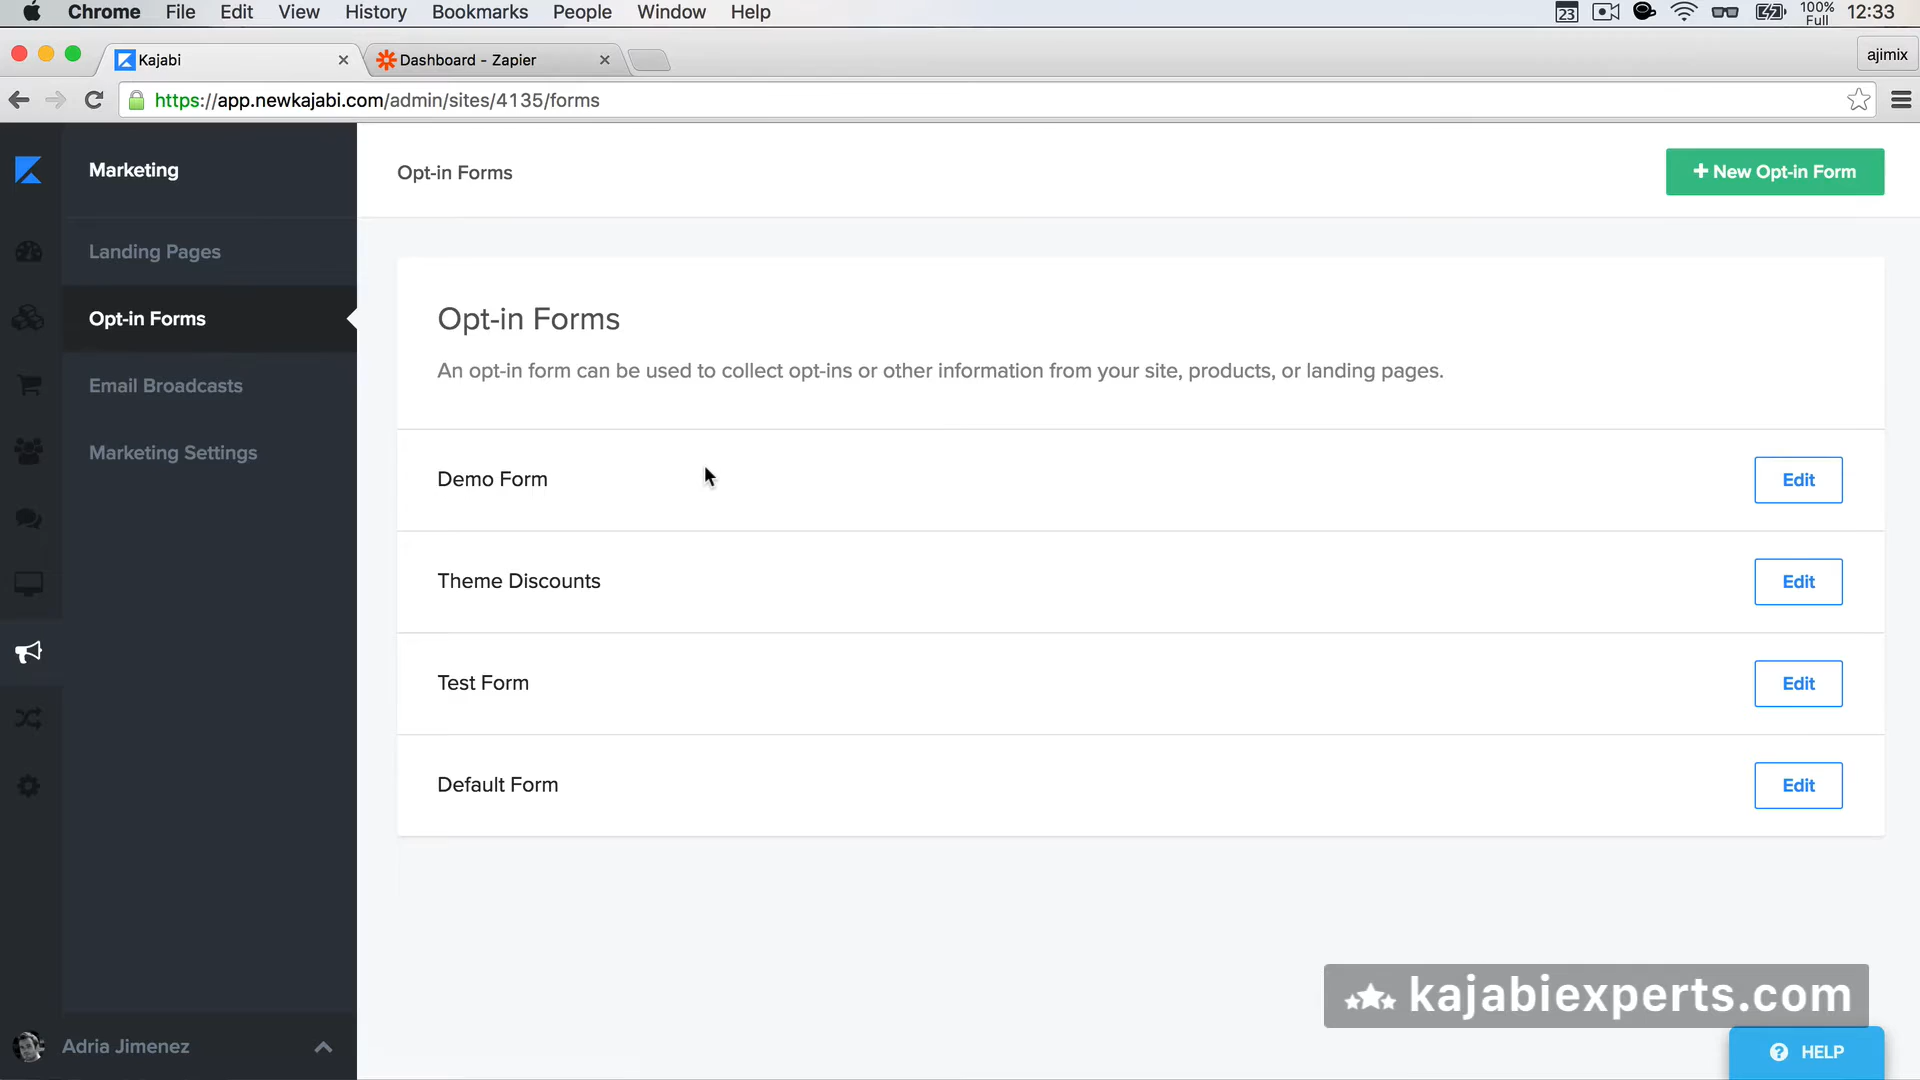 Chrome File Edit View History Bookmarks People Window Help 23 100% Full 12:33
Kajabi Dashboard - Zapier ajimix
https://app.newkajabi.com/admin/sites/4135/forms
Marketing
Landing Pages
Opt-in Forms
Email Broadcasts
Marketing Settings
Adria Jimenez
Opt-in Forms
+ New Opt-in Form
Opt-in Forms
An opt-in form can be used to collect opt-ins or other information from your site, products, or landing pages.
Demo Form Edit
Theme Discounts Edit
Test Form Edit
Default Form Edit
kajabiexperts.com
? HELP